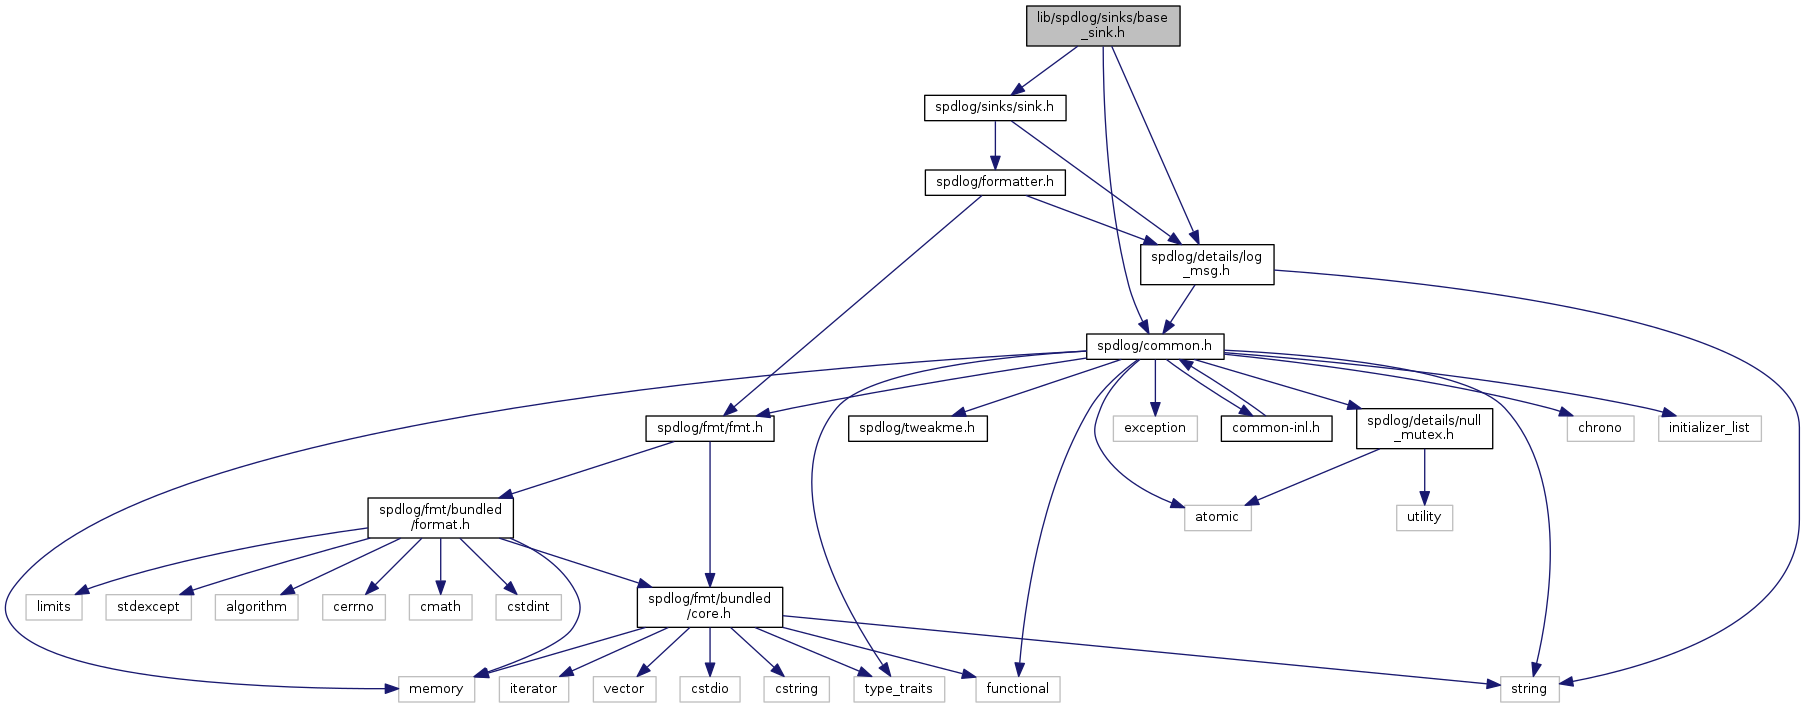 lib/spdlog/sinks/base
_sink.h
spdlog/sinks/sink.h
spdlog/formatter.h
spdlog/details/log
_msg.h
spdlog/common.h
spdlog/fmt/fmt.h
spdlog/tweakme.h
exception
common-inl.h
spdlog/details/null
_mutex.h
chrono
initializer_list
spdlog/fmt/bundled
/format.h
atomic
utility
limits
stdexcept
algorithm
cerrno
cmath
cstdint
spdlog/fmt/bundled
/core.h
memory
iterator
vector
cstdio
cstring
type_traits
functional
string